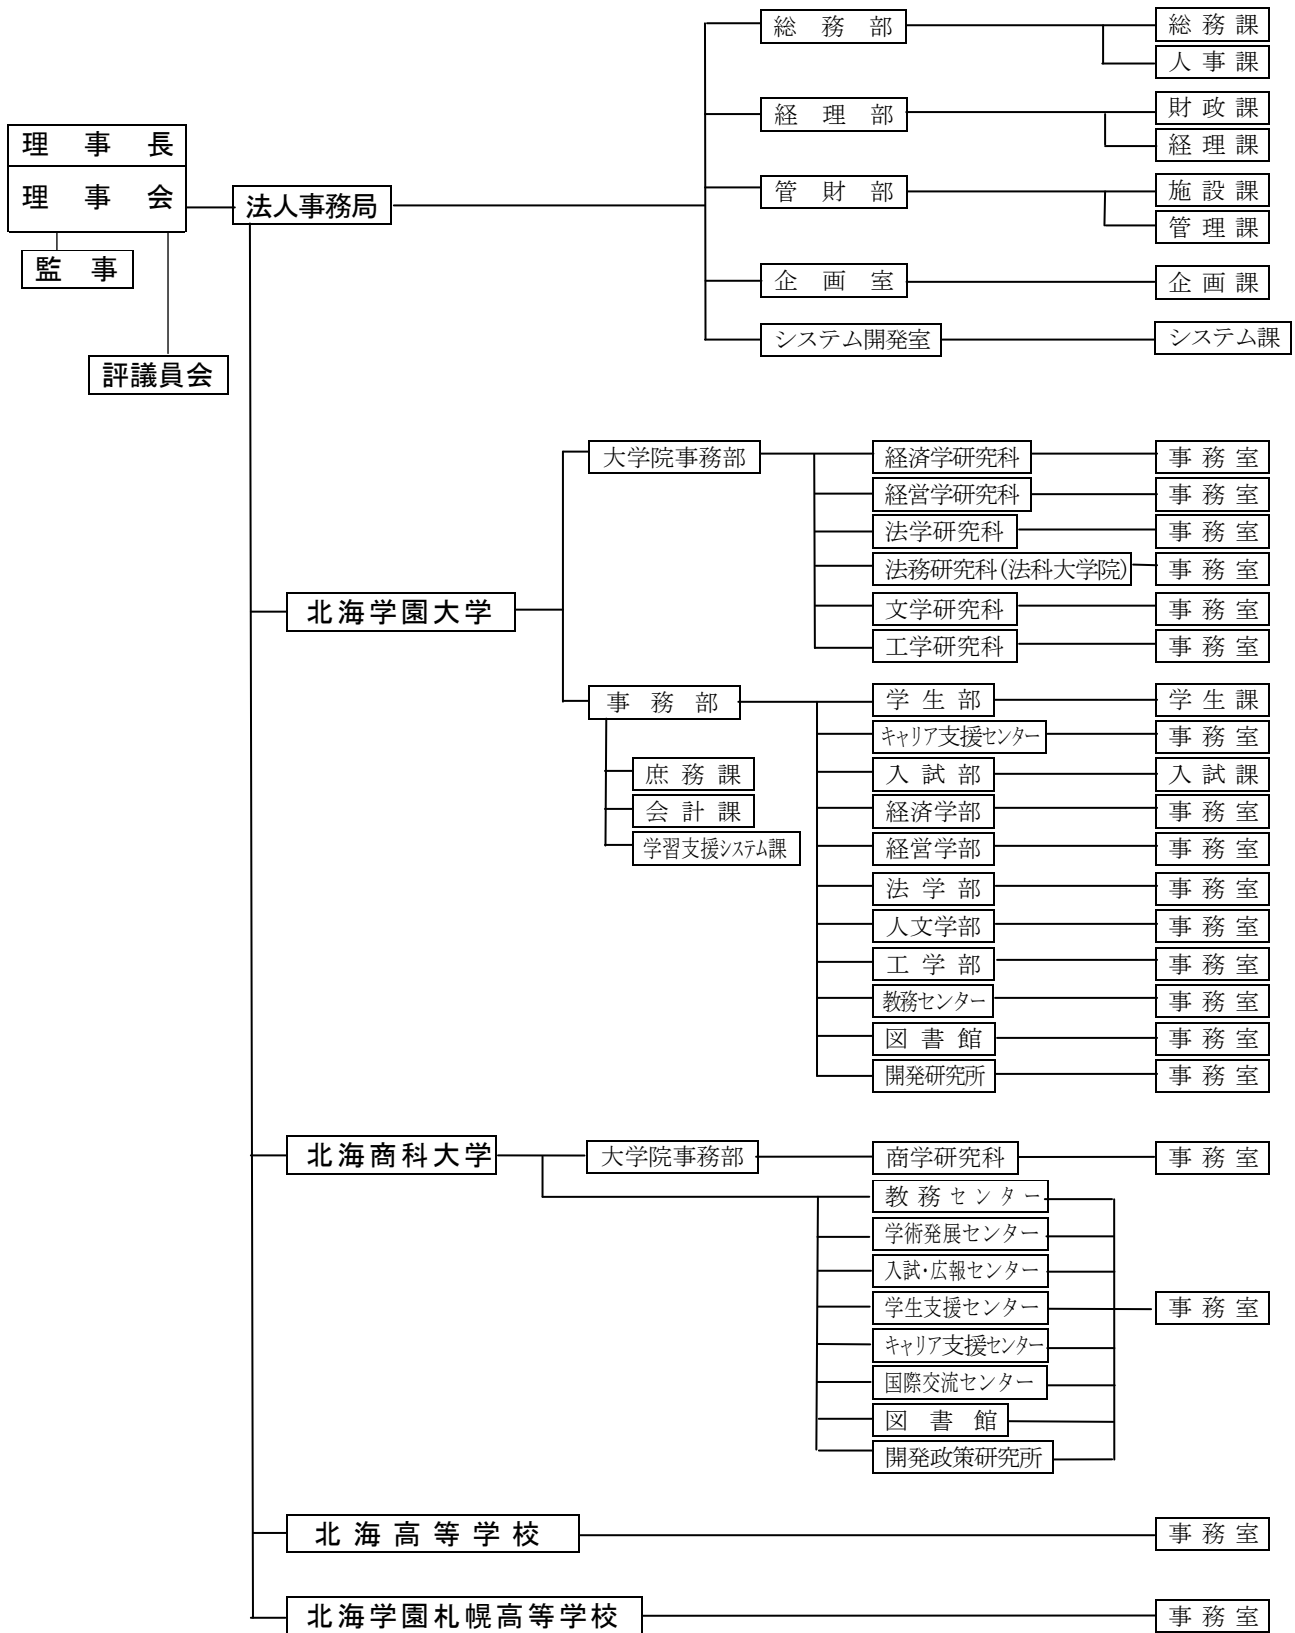 総務部 総務課
人事課
経理部 財政課
経理課
理事長
理事会
法人事務局
管財部 施設課
管理課
監事
企画室 企画課
システム開発室 システム課
評議員会
大学院事務部 経済学研究科 事務室
経営学研究科 事務室
法学研究科 事務室
法務研究科(法科大学院) 事務室
北海学園大学
文学研究科 事務室
工学研究科 事務室
事務部 学生部 学生課
キャリア支援センター 事務室
庶務課 入試部 入試課
会計課 経済学部 事務室
学習支援システム課 経営学部 事務室
法学部 事務室
人文学部 事務室
工学部 事務室
教務センター 事務室
図書館 事務室
開発研究所 事務室
北海商科大学 大学院事務部 商学研究科 事務室
教務センター
学術発展センター
入試・広報センター
学生支援センター 事務室
キャリア支援センター
国際交流センター
図書館
開発政策研究所
北海高等学校 事務室
北海学園札幌高等学校 事務室